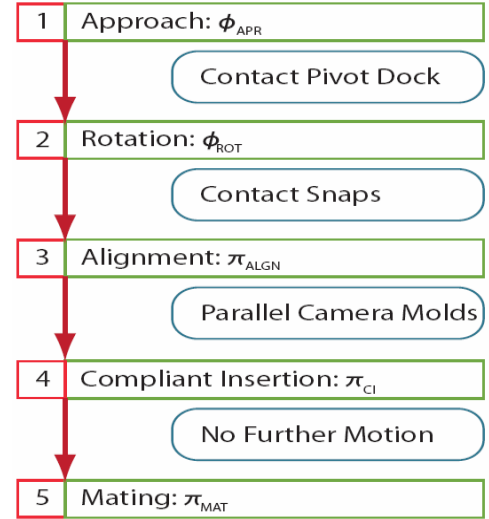 1 Approach: ϕAPR
Contact Pivot Dock
2 Rotation: ϕROT
Contact Snaps
3 Alignment: πALGN
Parallel Camera Molds
4 Compliant Insertion: πCI
No Further Motion
5 Mating: πMAT